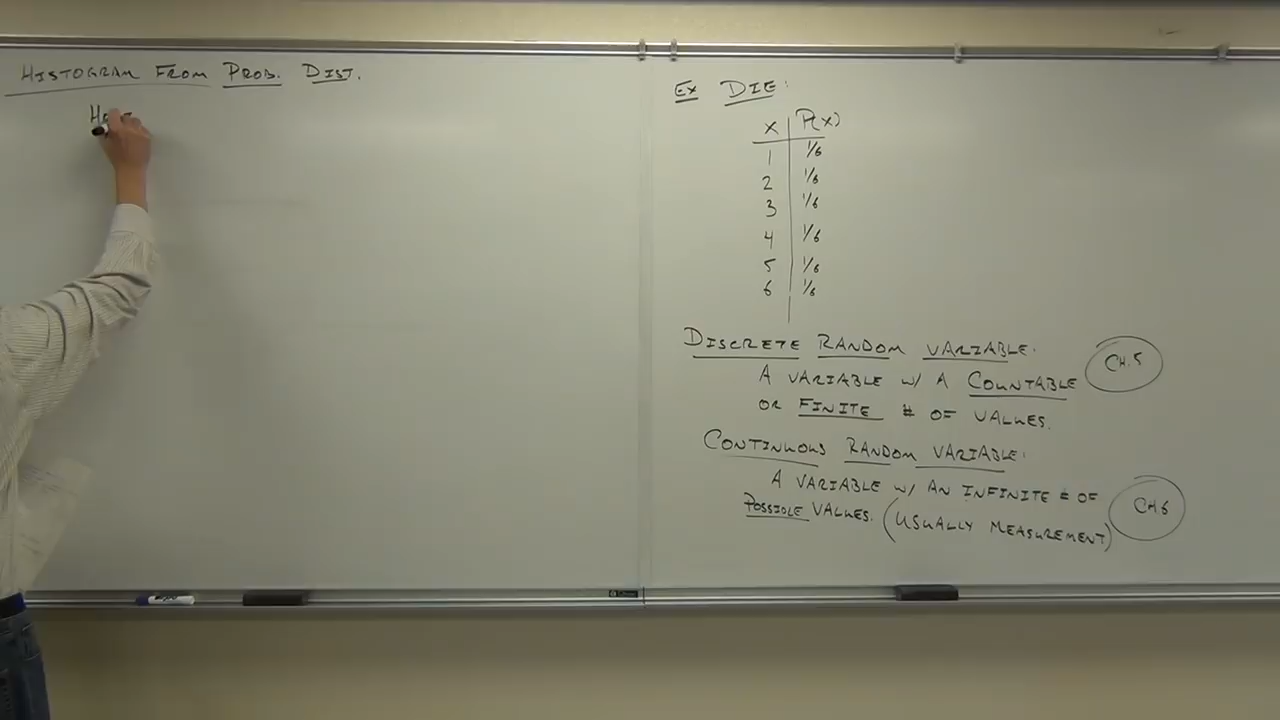 HISTOGRAM FROM PROB. DIST.
EX DIE:
X P(X)
1 1/6
2 1/6
3 1/6
4 1/6
5 1/6
6 1/6
DISCRETE RANDOM VARIABLE:
A VARIABLE W/ A COUNTABLE
OR FINITE # OF VALUES.
CH.5
CONTINUOUS RANDOM VARIABLE:
A VARIABLE W/ AN INFINITE # OF
POSSIBLE VALUES. (USUALLY MEASUREMENT)
CH.6